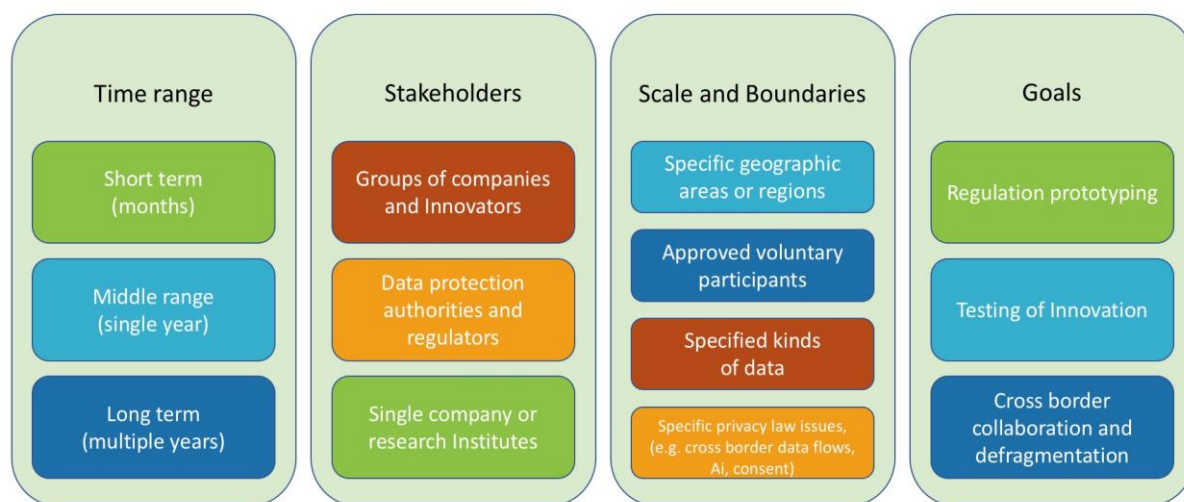 Time range
Short term
(months)
Middle range
(single year)
Long term
(multiple years)
Stakeholders
Groups of companies
and Innovators
Data protection
authorities and
regulators
Single company or
research Institutes
Scale and Boundaries
Specific geographic
areas or regions
Approved voluntary
participants
Specified kinds
of data
Specific privacy law issues,
(e.g. cross border data flows,
Ai, consent)
Goals
Regulation prototyping
Testing of Innovation
Cross border
collaboration and
defragmentation